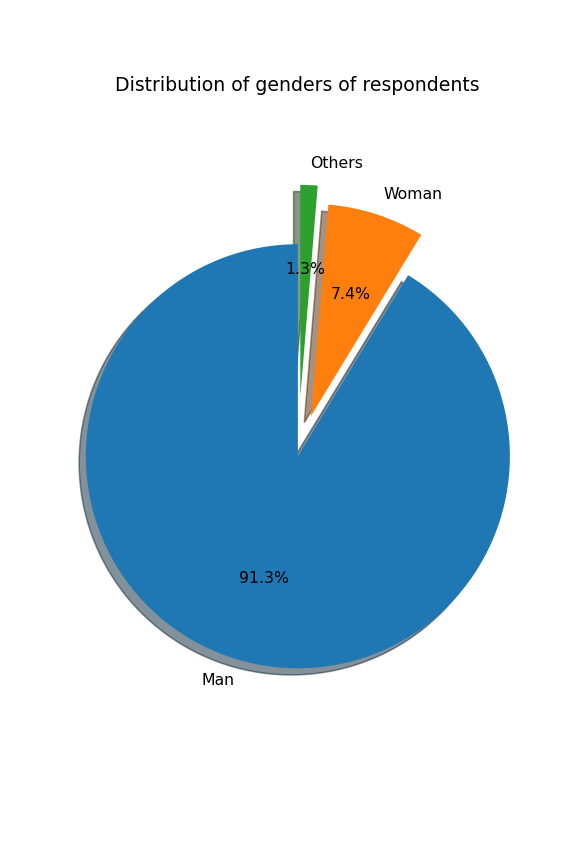 Distribution of genders of respondents
Others
Woman
1.3%
7.4%
91.3%
Man